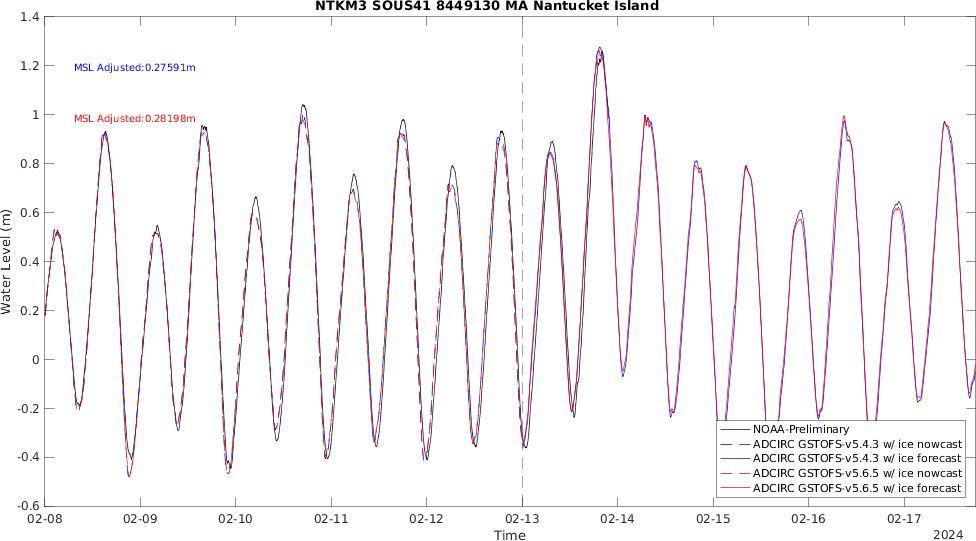 NTKM3 SOUS41 8449130 MA Nantucket Island
1.4
1.2
1
0.8
0.6
0.4
0.2
0
-0.2
-0.4
-0.6
Water Level (m)
MSL Adjusted:0.27591m
MSL Adjusted:0.28198m
NOAA-Preliminary
ADCIRC GSTOFS-v5.4.3 w/ ice nowcast
ADCIRC GSTOFS-v5.4.3 w/ ice forecast
ADCIRC GSTOFS-v5.6.5 w/ ice nowcast
ADCIRC GSTOFS-v5.6.5 w/ ice forecast
02-08 02-09 02-10 02-11 02-12 02-13 02-14 02-15 02-16 02-17
Time
2024